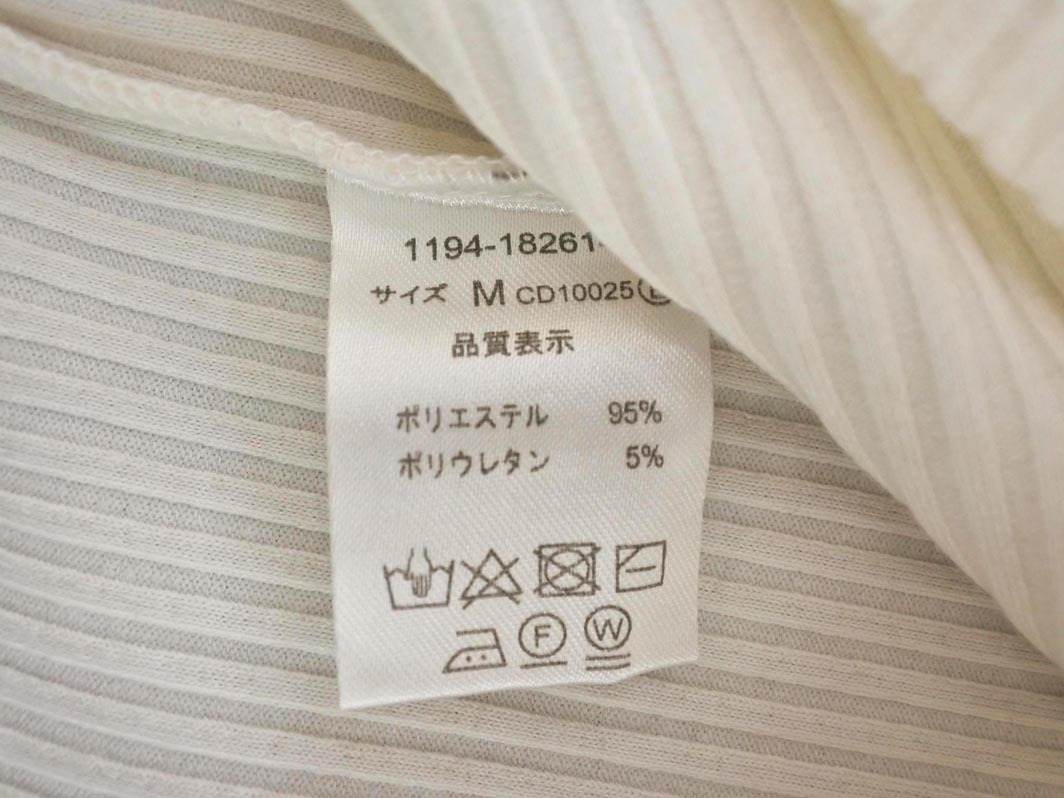 1194-18261
サイズ M CD10025
品質表示
ポリエステル 95%
ポリウレタン 5%
F W